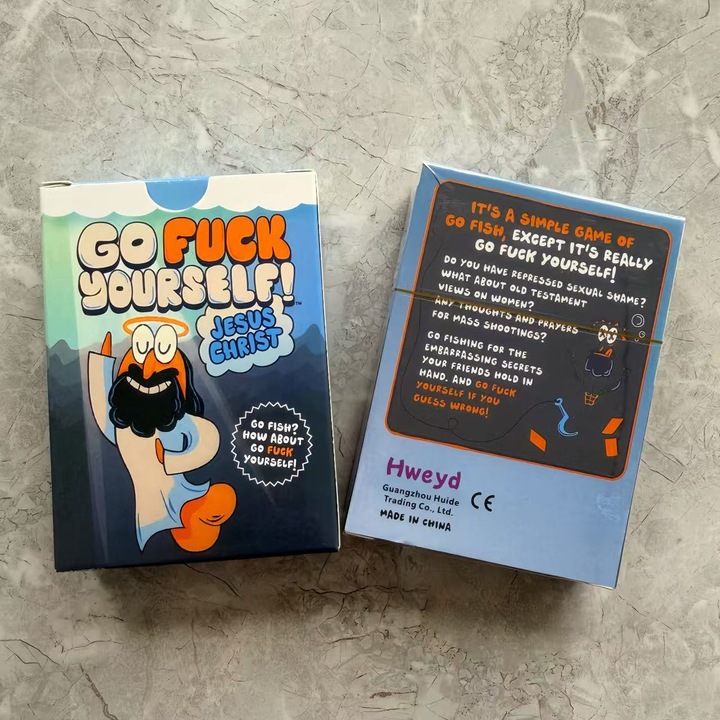 GO FUCK
YOURSELF!™
JESUS
CHRIST
GO FISH?
HOW ABOUT
GO FUCK
YOURSELF!
IT'S A SIMPLE GAME OF
GO FISH, EXCEPT IT'S REALLY
GO FUCK YOURSELF!
DO YOU HAVE REPRESSED SEXUAL SHAME?
WHAT ABOUT OLD TESTAMENT
VIEWS ON WOMEN?
ANY THOUGHTS AND PRAYERS
FOR MASS SHOOTINGS?
GO FISHING FOR THE
EMBARRASSING SECRETS
YOUR FRIENDS HOLD IN
HAND, AND GO FUCK
YOURSELF IF YOU
GUESS WRONG!
Hweyd
Guangzhou Huide
Trading Co., Ltd.
CE
MADE IN CHINA